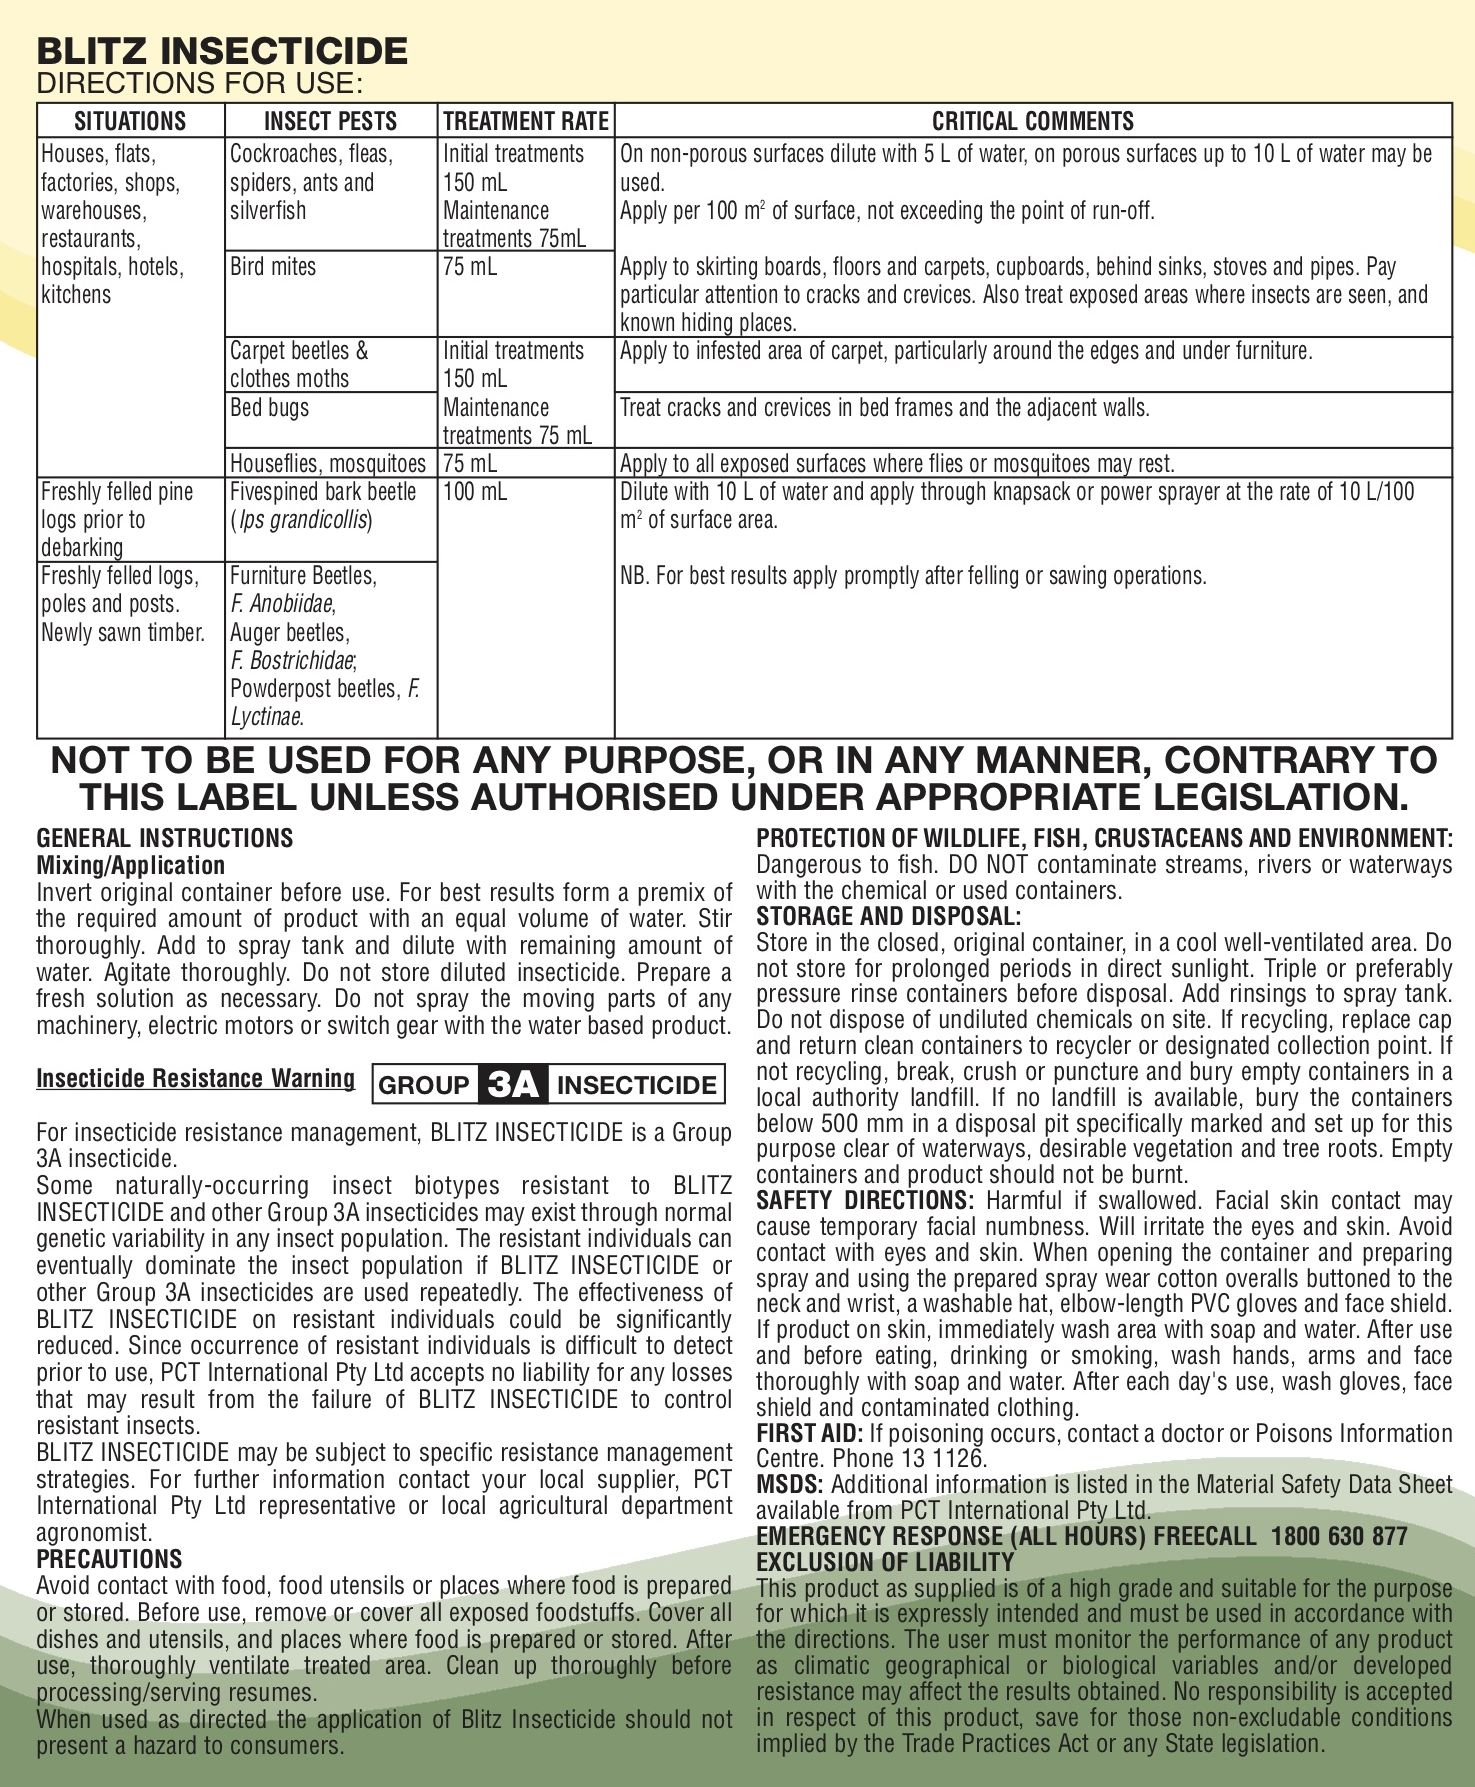 BLITZ INSECTICIDE
DIRECTIONS FOR USE:
SITUATIONS INSECT PESTS TREATMENT RATE CRITICAL COMMENTS
Houses, flats,
factories, shops,
warehouses,
restaurants,
hospitals, hotels,
kitchens
Cockroaches, fleas,
spiders, ants and
silverfish
Initial treatments
150 mL
Maintenance
treatments 75mL
On non-porous surfaces dilute with 5 L of water, on porous surfaces up to 10 L of water may be
used.
Apply per 100 m² of surface, not exceeding the point of run-off.
Bird mites
75 mL
Apply to skirting boards, floors and carpets, cupboards, behind sinks, stoves and pipes. Pay
particular attention to cracks and crevices. Also treat exposed areas where insects are seen, and
known hiding places.
Carpet beetles &
clothes moths
Initial treatments
150 mL
Maintenance
treatments 75 mL
Apply to infested area of carpet, particularly around the edges and under furniture.
Bed bugs
Treat cracks and crevices in bed frames and the adjacent walls.
Houseflies, mosquitoes
75 mL
Apply to all exposed surfaces where flies or mosquitoes may rest.
Freshly felled pine
logs prior to
debarking
Fivespined bark beetle
(Ips grandicollis)
100 mL
Dilute with 10 L of water and apply through knapsack or power sprayer at the rate of 10 L/100
m² of surface area.
Freshly felled logs,
poles and posts.
Newly sawn timber.
Furniture Beetles,
F. Anobiidae,
Auger beetles,
F. Bostrichidae;
Powderpost beetles, F.
Lyctinae.
NB. For best results apply promptly after felling or sawing operations.
NOT TO BE USED FOR ANY PURPOSE, OR IN ANY MANNER, CONTRARY TO
THIS LABEL UNLESS AUTHORISED UNDER APPROPRIATE LEGISLATION.
GENERAL INSTRUCTIONS
Mixing/Application
Invert original container before use. For best results form a premix of
the required amount of product with an equal volume of water. Stir
thoroughly. Add to spray tank and dilute with remaining amount of
water. Agitate thoroughly. Do not store diluted insecticide. Prepare a
fresh solution as necessary. Do not spray the moving parts of any
machinery, electric motors or switch gear with the water based product.
Insecticide Resistance Warning
GROUP 3A INSECTICIDE
For insecticide resistance management, BLITZ INSECTICIDE is a Group
3A insecticide.
Some naturally-occurring insect biotypes resistant to BLITZ
INSECTICIDE and other Group 3A insecticides may exist through normal
genetic variability in any insect population. The resistant individuals can
eventually dominate the insect population if BLITZ INSECTICIDE or
other Group 3A insecticides are used repeatedly. The effectiveness of
BLITZ INSECTICIDE on resistant individuals could be significantly
reduced. Since occurrence of resistant individuals is difficult to detect
prior to use, PCT International Pty Ltd accepts no liability for any losses
that may result from the failure of BLITZ INSECTICIDE to control
resistant insects.
BLITZ INSECTICIDE may be subject to specific resistance management
strategies. For further information contact your local supplier, PCT
International Pty Ltd representative or local agricultural department
agronomist.
PRECAUTIONS
Avoid contact with food, food utensils or places where food is prepared
or stored. Before use, remove or cover all exposed foodstuffs. Cover all
dishes and utensils, and places where food is prepared or stored. After
use, thoroughly ventilate treated area. Clean up thoroughly before
processing/serving resumes.
When used as directed the application of Blitz Insecticide should not
present a hazard to consumers.
PROTECTION OF WILDLIFE, FISH, CRUSTACEANS AND ENVIRONMENT:
Dangerous to fish. DO NOT contaminate streams, rivers or waterways
with the chemical or used containers.
STORAGE AND DISPOSAL:
Store in the closed, original container, in a cool well-ventilated area. Do
not store for prolonged periods in direct sunlight. Triple or preferably
pressure rinse containers before disposal. Add rinsings to spray tank.
Do not dispose of undiluted chemicals on site. If recycling, replace cap
and return clean containers to recycler or designated collection point. If
not recycling, break, crush or puncture and bury empty containers in a
local authority landfill. If no landfill is available, bury the containers
below 500 mm in a disposal pit specifically marked and set up for this
purpose clear of waterways, desirable vegetation and tree roots. Empty
containers and product should not be burnt.
SAFETY DIRECTIONS: Harmful if swallowed. Facial skin contact may
cause temporary facial numbness. Will irritate the eyes and skin. Avoid
contact with eyes and skin. When opening the container and preparing
spray and using the prepared spray wear cotton overalls buttoned to the
neck and wrist, a washable hat, elbow-length PVC gloves and face shield.
If product on skin, immediately wash area with soap and water. After use
and before eating, drinking or smoking, wash hands, arms and face
thoroughly with soap and water. After each day's use, wash gloves, face
shield and contaminated clothing.
FIRST AID: If poisoning occurs, contact a doctor or Poisons Information
Centre. Phone 13 1126.
MSDS: Additional information is listed in the Material Safety Data Sheet
available from PCT International Pty Ltd.
EMERGENCY RESPONSE (ALL HOURS) FREECALL 1800 630 877
EXCLUSION OF LIABILITY
This product as supplied is of a high grade and suitable for the purpose
for which it is expressly intended and must be used in accordance with
the directions. The user must monitor the performance of any product
as climatic geographical or biological variables and/or developed
resistance may affect the results obtained. No responsibility is accepted
in respect of this product, save for those non-excludable conditions
implied by the Trade Practices Act or any State legislation.